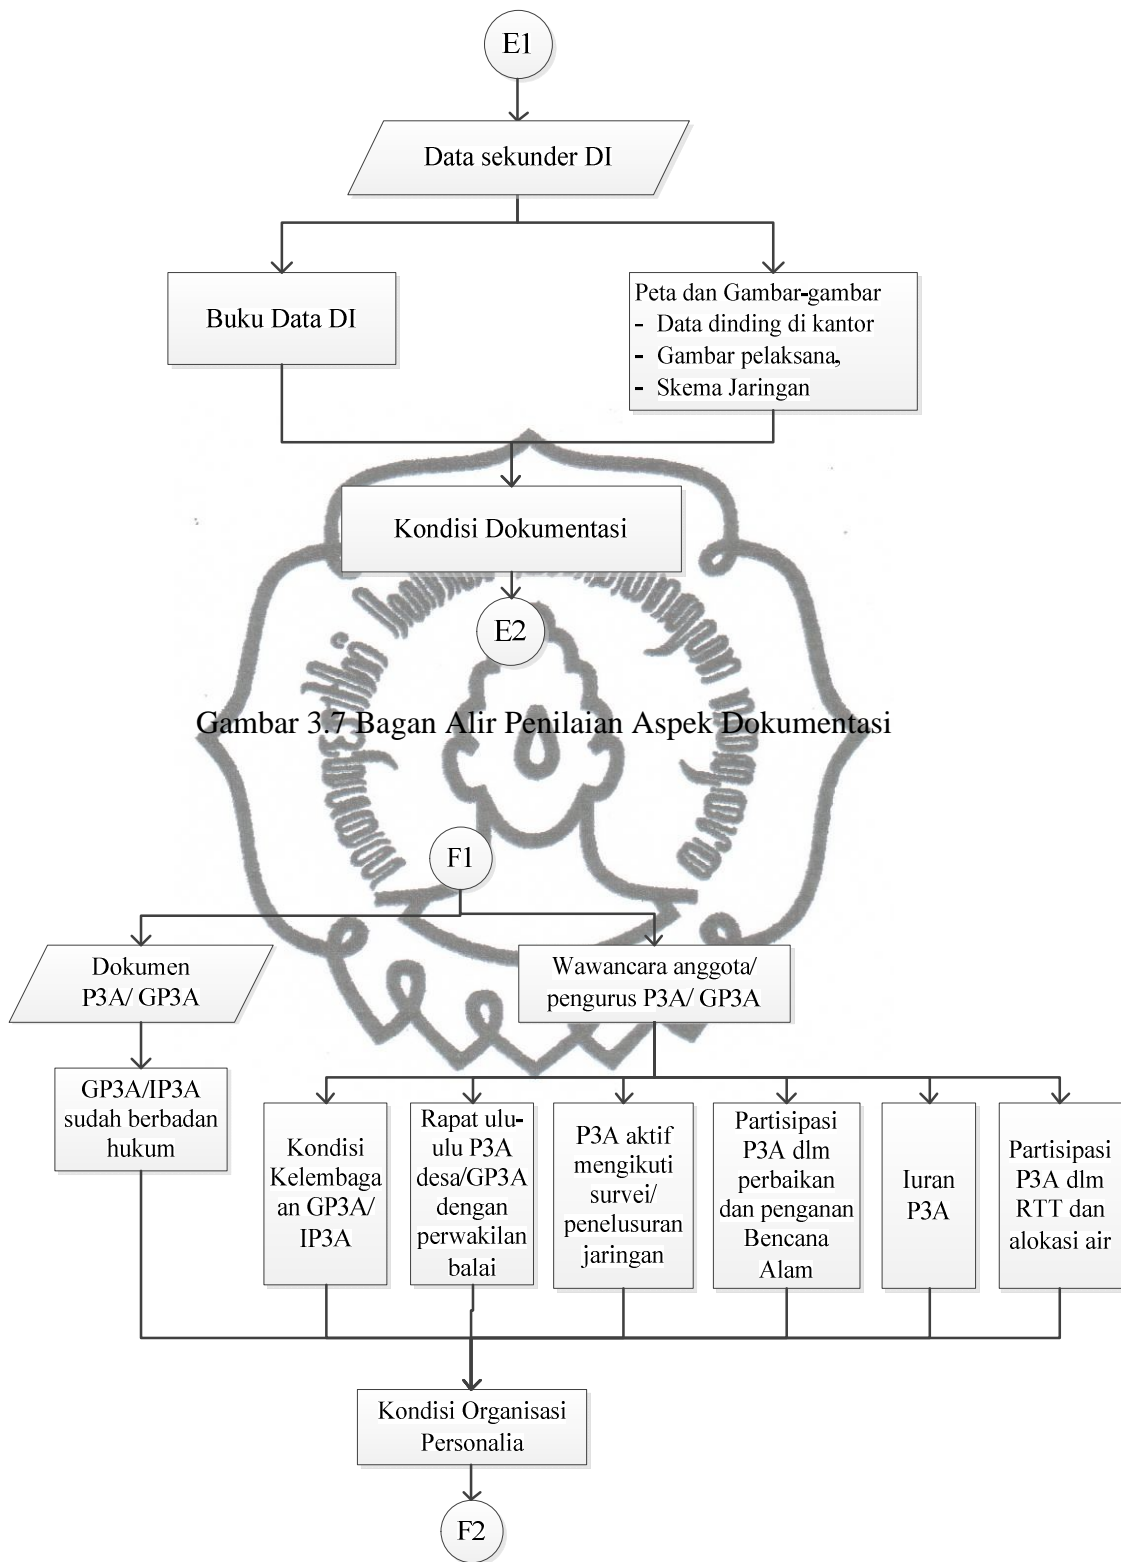 E1
Data sekunder DI
Buku Data DI
Peta dan Gambar-gambar
- Data dinding di kantor
- Gambar pelaksana,
- Skema Jaringan
Kondisi Dokumentasi
E2
Gambar 3.7 Bagan Alir Penilaian Aspek Dokumentasi
F1
Dokumen
P3A/ GP3A
Wawancara anggota/
pengurus P3A/ GP3A
GP3A/IP3A
sudah berbadan
hukum
Kondisi
Kelembaga
an GP3A/
IP3A
Rapat ulu-
ulu P3A
desa/GP3A
dengan
perwakilan
balai
P3A aktif
mengikuti
survei/
penelusuran
jaringan
Partisipasi
P3A dlm
perbaikan
dan penganan
Bencana
Alam
Iuran
P3A
Partisipasi
P3A dlm
RTT dan
alokasi air
Kondisi Organisasi
Personalia
F2